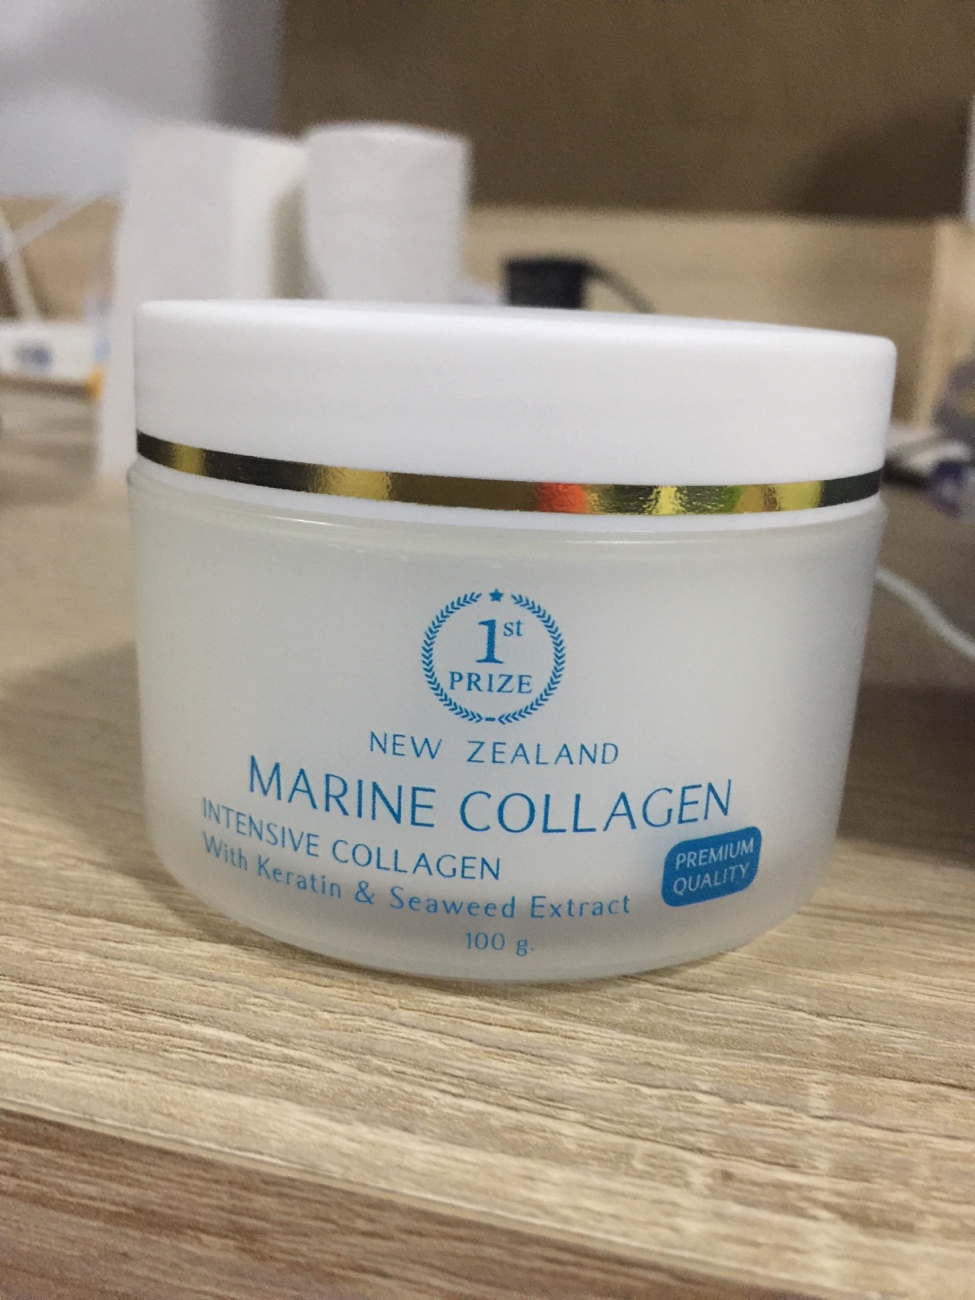 1st
PRIZE
NEW ZEALAND
MARINE COLLAGEN
INTENSIVE COLLAGEN
With Keratin & Seaweed Extract
PREMIUM
QUALITY
100 g.